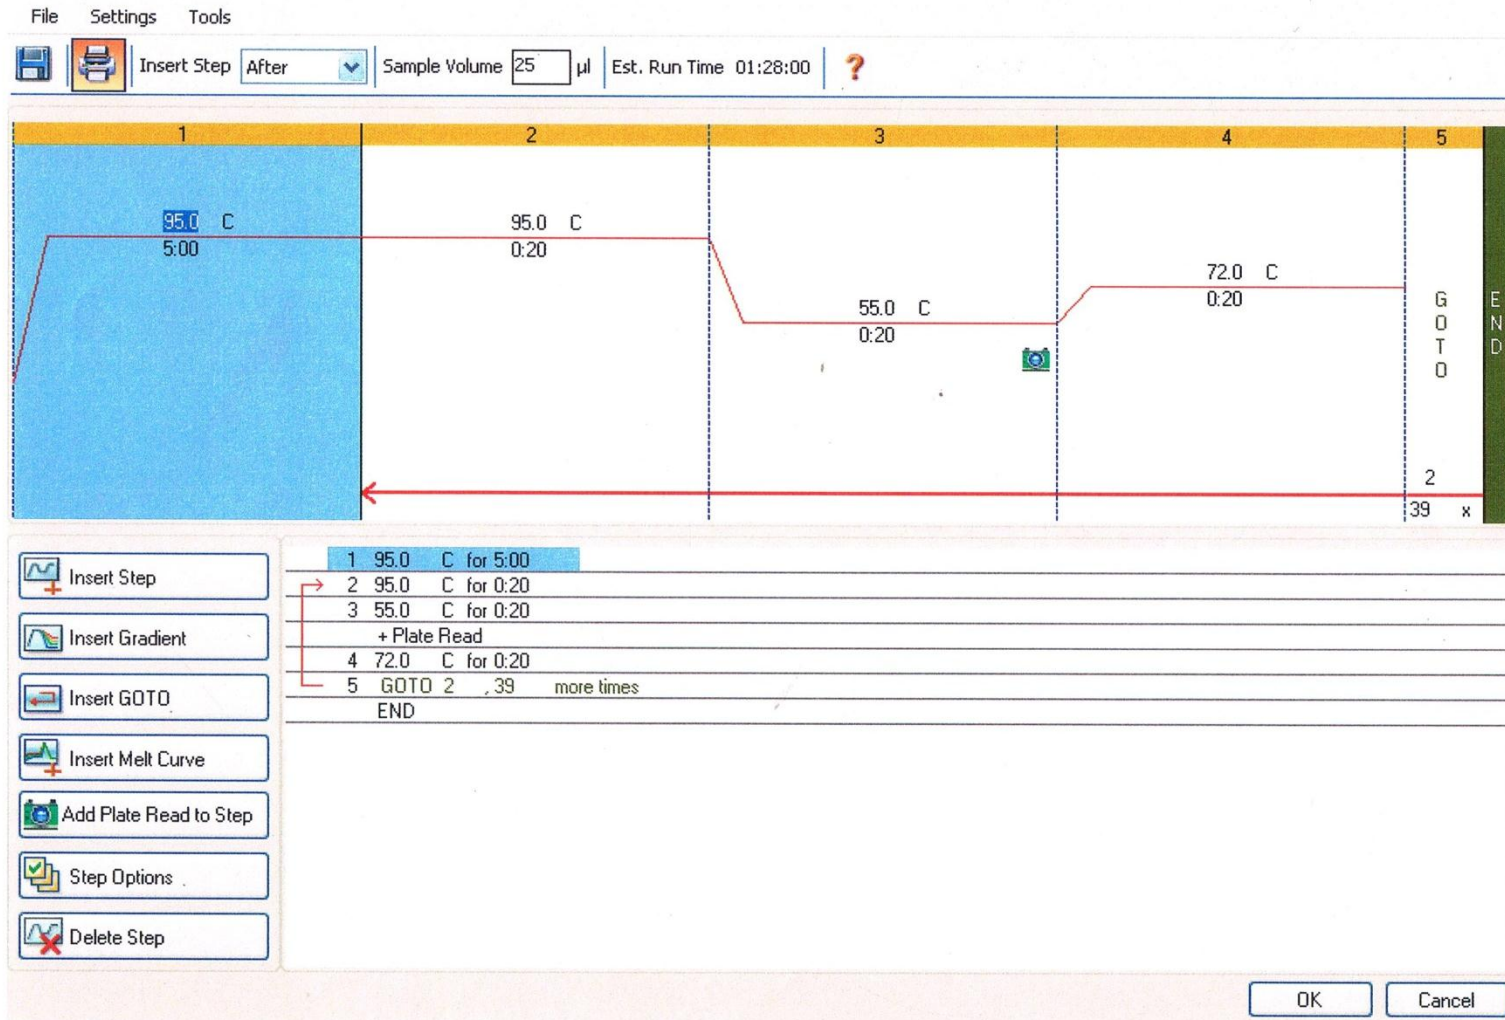 File Settings Tools
Insert Step After Sample Volume 25 µl Est. Run Time 01:28:00 ?
1 2 3 4 5
95.0 C
5:00
95.0 C
0:20
55.0 C
0:20
72.0 C
0:20
GOTO
2
39 x
END
Insert Step
Insert Gradient
Insert GOTO
Insert Melt Curve
Add Plate Read to Step
Step Options
Delete Step
1 95.0 C for 5:00
2 95.0 C for 0:20
3 55.0 C for 0:20
+ Plate Read
4 72.0 C for 0:20
5 GOTO 2 , 39 more times
END
OK Cancel